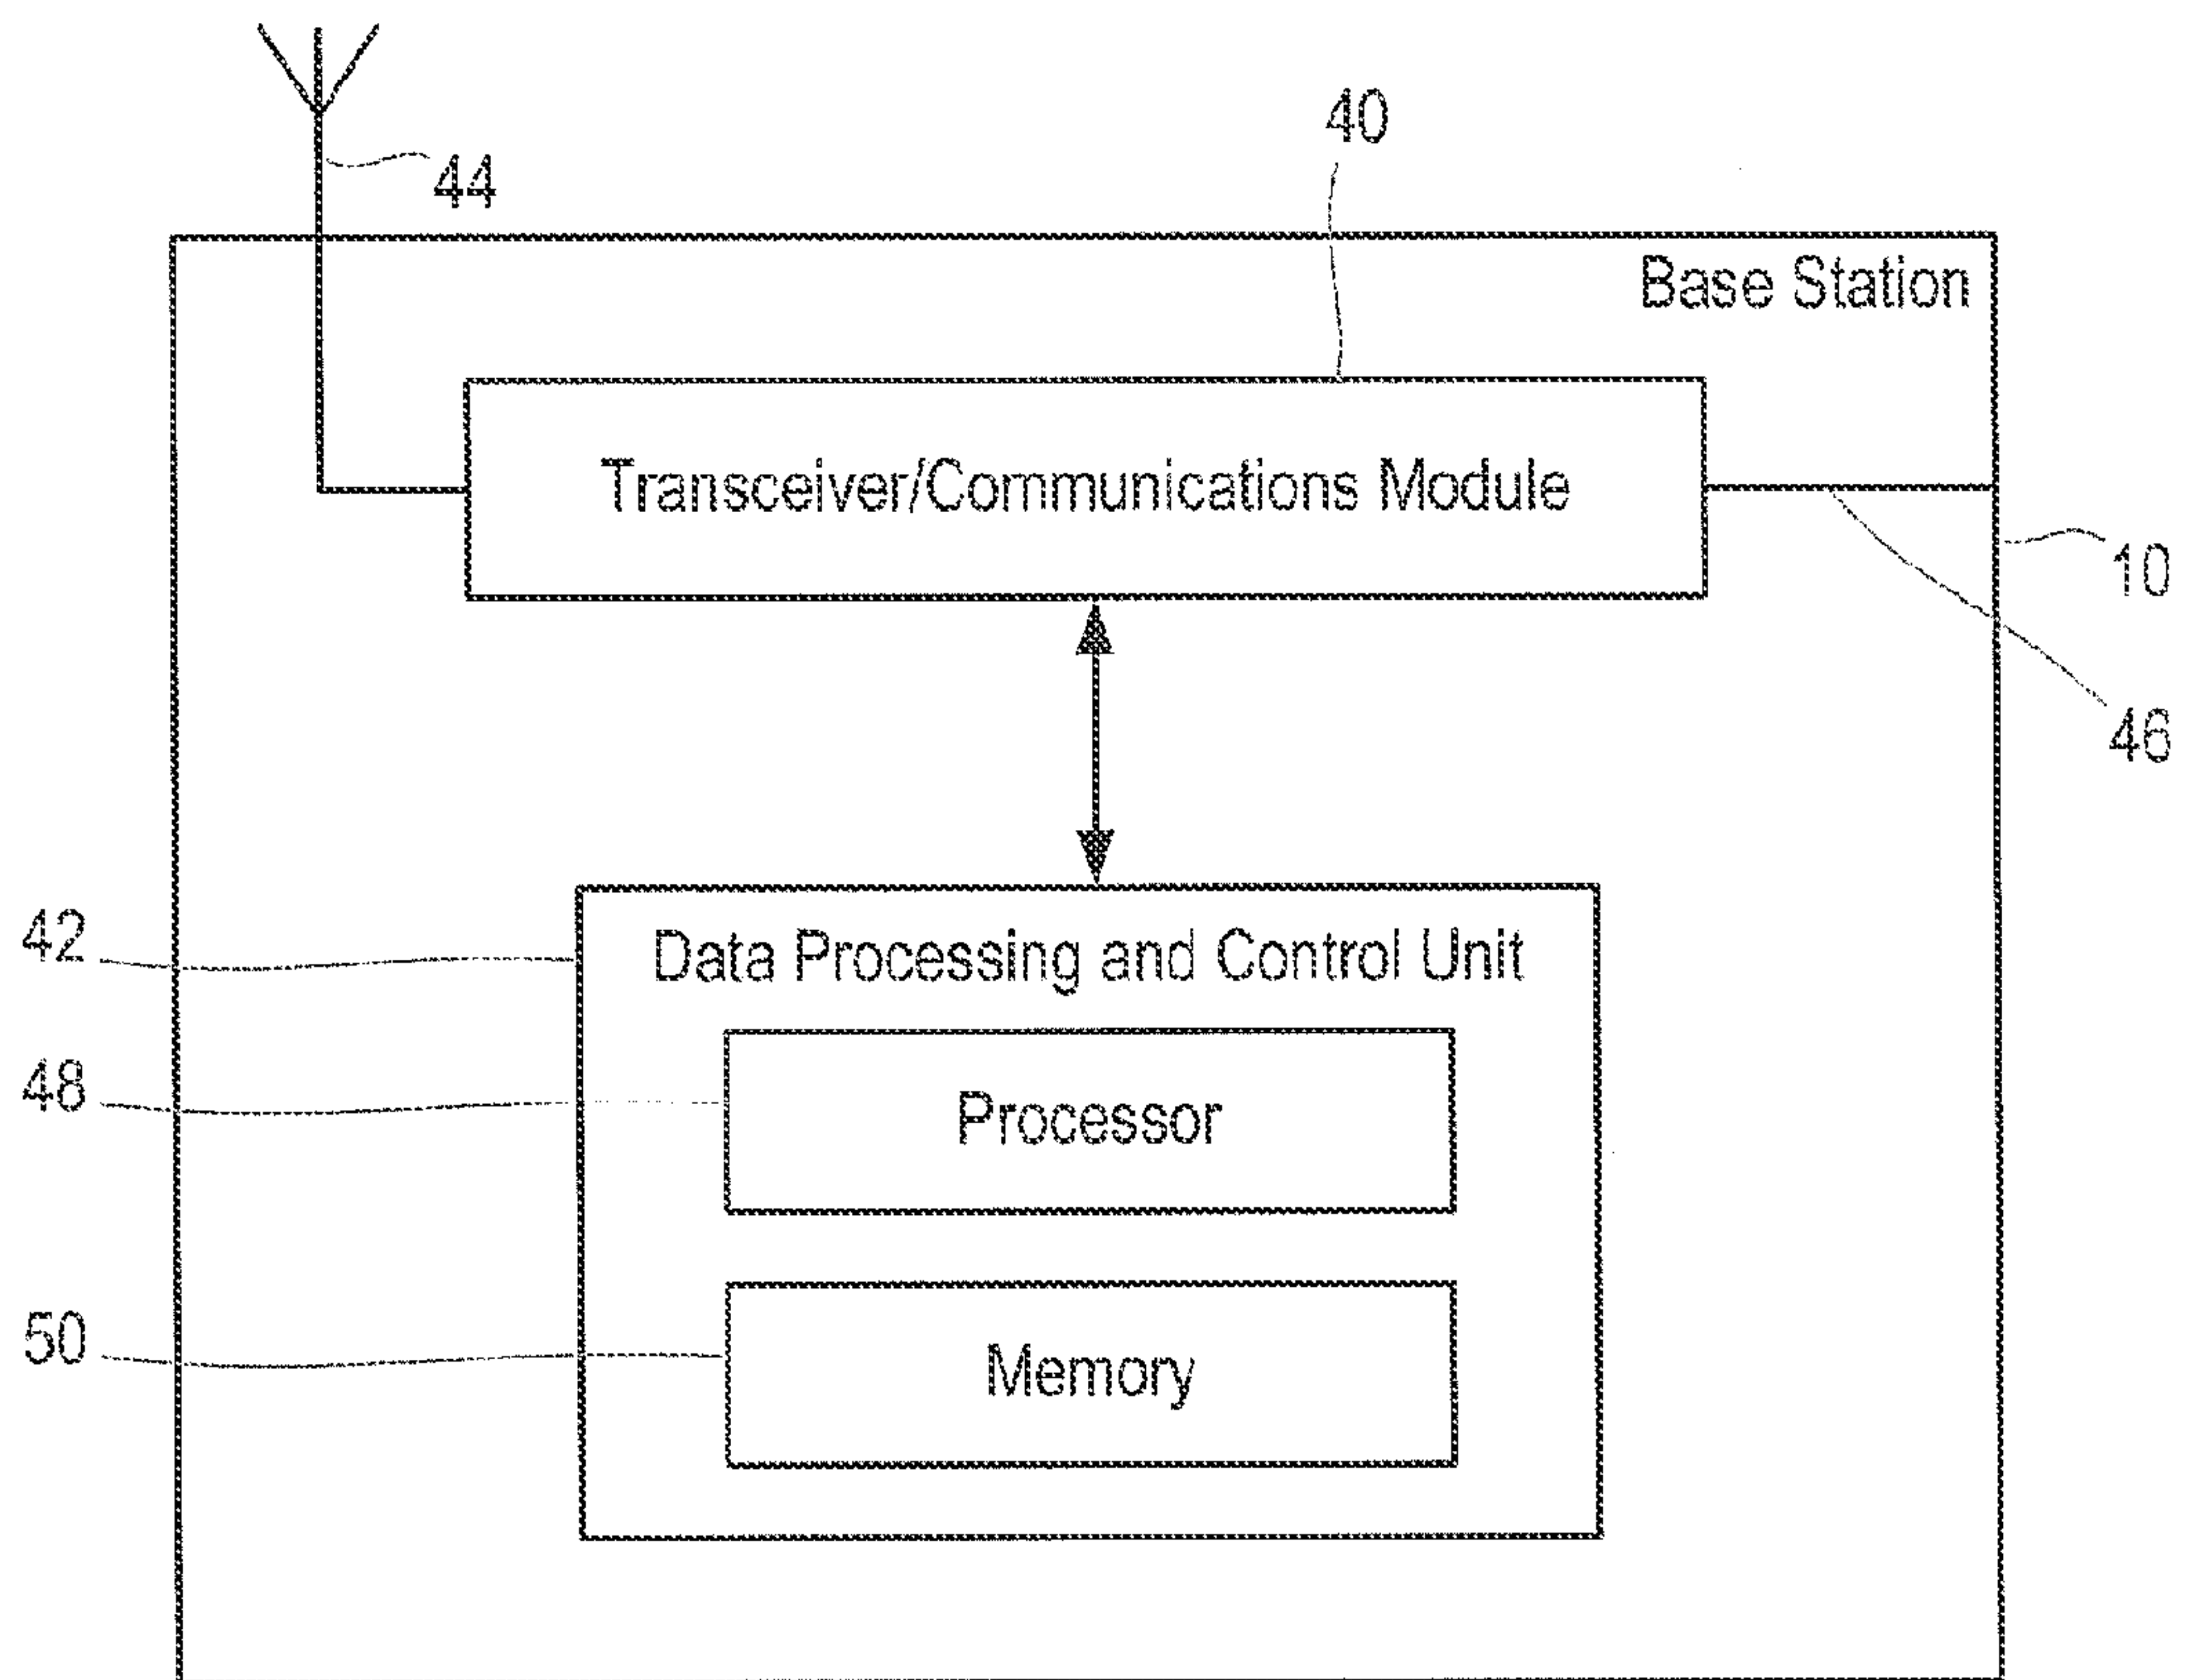 40
44
Base Station
Transceiver/Communications Module
10
46
42
Data Processing and Control Unit
48
Processor
50
Memory